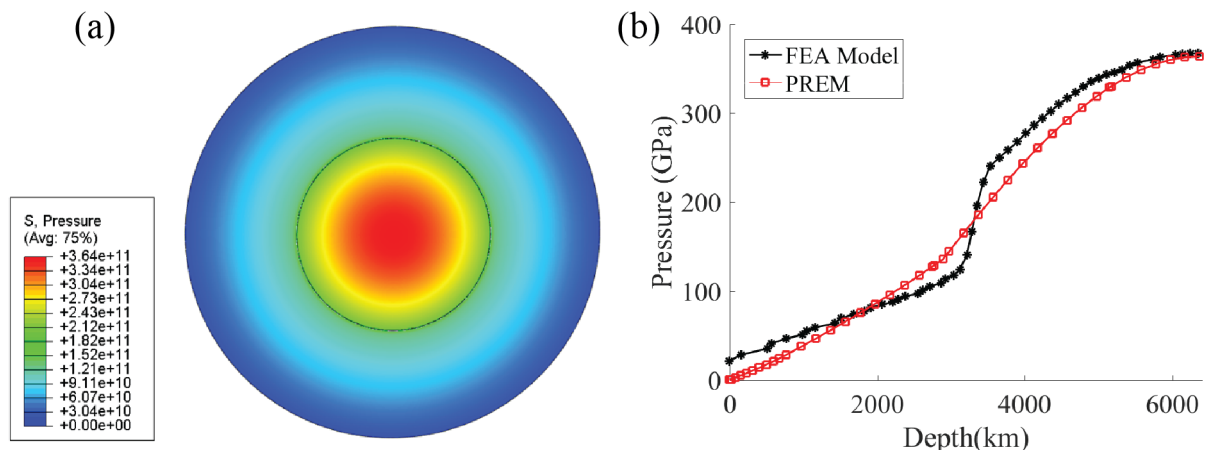 (a)
S, Pressure
(Avg: 75%)
+3.64e+11
+3.34e+11
+3.04e+11
+2.73e+11
+2.43e+11
+2.12e+11
+1.82e+11
+1.52e+11
+1.21e+11
+9.11e+10
+6.07e+10
+3.04e+10
+0.00e+00
(b)
FEA Model
PREM
Pressure (GPa)
400
300
200
100
0
0 2000 4000 6000
Depth(km)